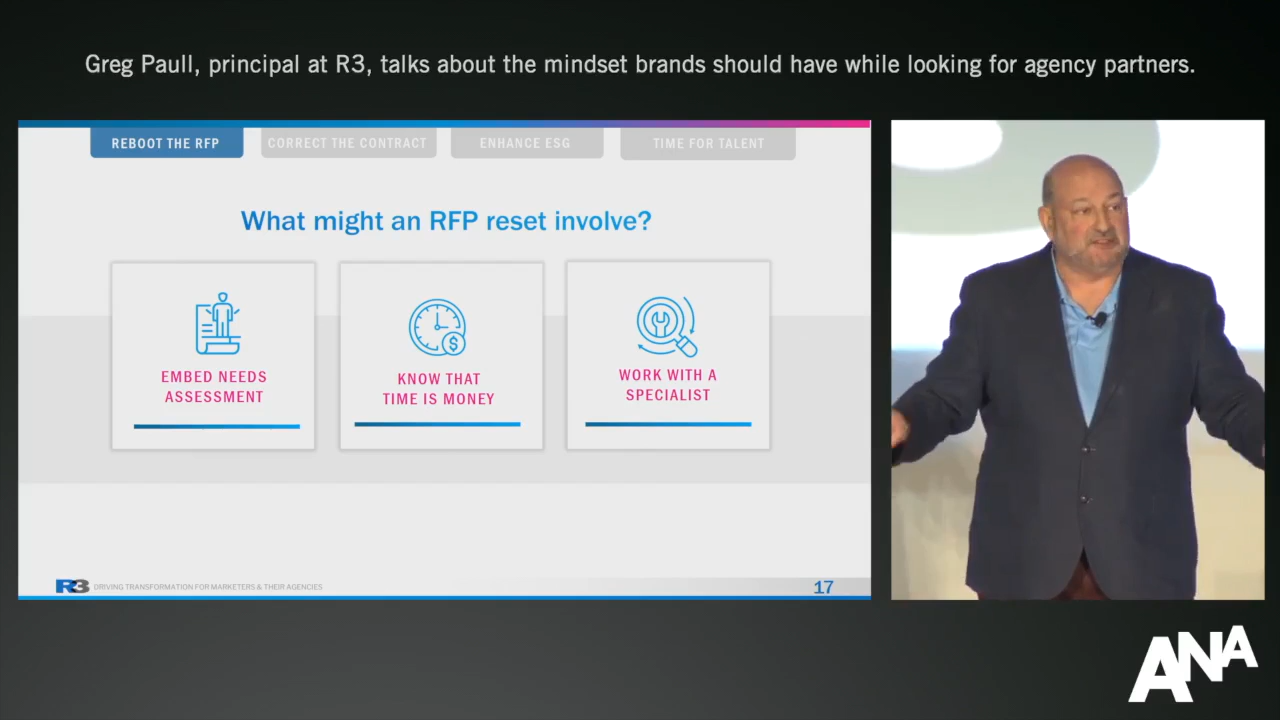 Greg Paull, principal at R3, talks about the mindset brands should have while looking for agency partners.
REBOOT THE RFP
CORRECT THE CONTRACT
ENHANCE ESG
TIME FOR TALENT
What might an RFP reset involve?
EMBED NEEDS
ASSESSMENT
KNOW THAT
TIME IS MONEY
$
WORK WITH A
SPECIALIST
R3
DRIVING TRANSFORMATION FOR MARKETERS & THEIR AGENCIES
17
ANA